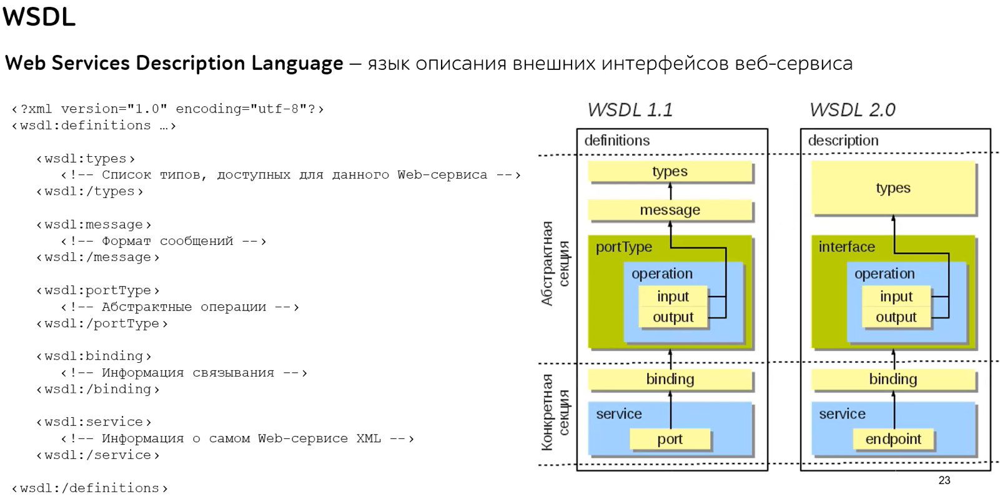 WSDL
Web Services Description Language – язык описания внешних интерфейсов веб-сервиса
<?xml version="1.0" encoding="utf-8"?>
<wsdl:definitions …>
<wsdl:types>
<!-- Список типов, доступных для данного Web-сервиса -->
<wsdl:/types>
<wsdl:message>
<!-- Формат сообщений -->
<wsdl:/message>
<wsdl:portType>
<!-- Абстрактные операции -->
<wsdl:/portType>
<wsdl:binding>
<!-- Информация связывания -->
<wsdl:/binding>
<wsdl:service>
<!-- Информация о самом Web-сервисе XML -->
<wsdl:/service>
<wsdl:/definitions>
Абстрактная
секция
Конкретная
секция
WSDL 1.1
definitions
types
message
portType
operation
input
output
binding
service
port
WSDL 2.0
description
types
interface
operation
input
output
binding
service
endpoint
23